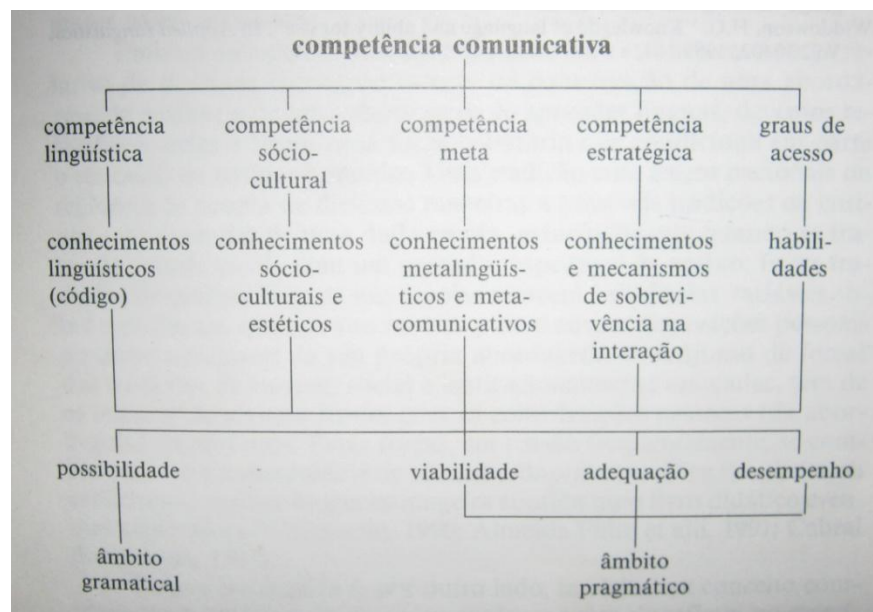 competência comunicativa
competência
lingüística
competência
sócio-
cultural
competência
meta
competência
estratégica
graus de
acesso
conhecimentos
lingüísticos
(código)
conhecimentos
sócio-
culturais e
estéticos
conhecimentos
metalingüís-
ticos e meta-
comunicativos
conhecimentos
e mecanismos
de sobrevi-
vência na
interação
habili-
dades
possibilidade
viabilidade
adequação
desempenho
âmbito
gramatical
âmbito
pragmático